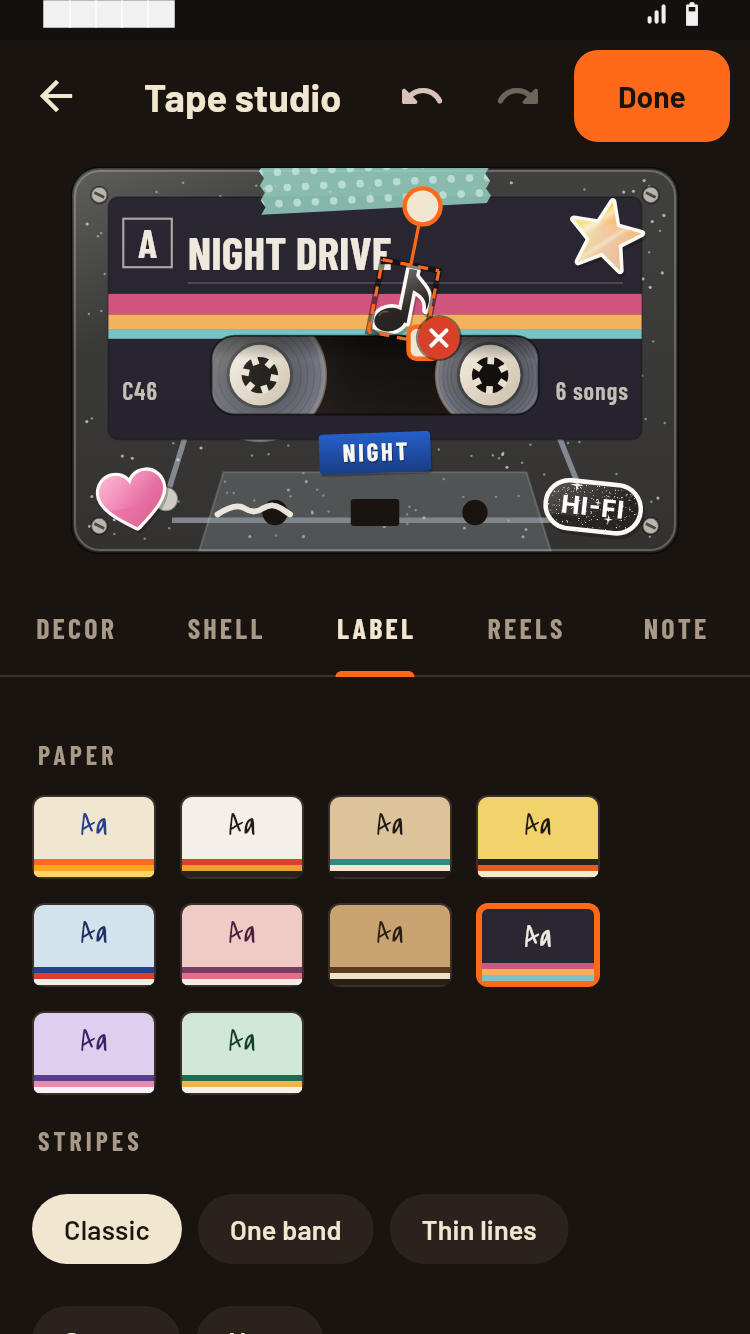 Tape studio
Done
A
NIGHT DRIVE
C46
6 songs
NIGHT
HI-FI
DECOR
SHELL
LABEL
REELS
NOTE
PAPER
Aa
Aa
Aa
Aa
Aa
Aa
Aa
Aa
Aa
Aa
STRIPES
Classic
One band
Thin lines